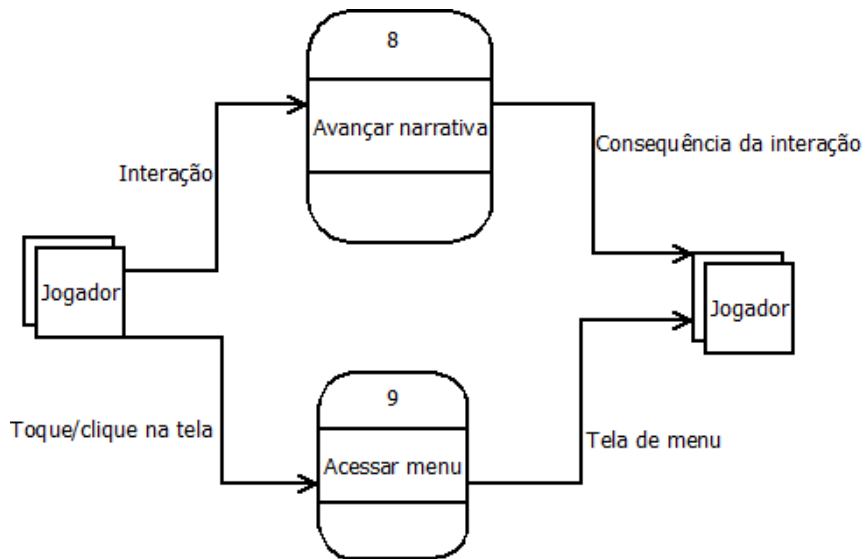 8
Avançar narrativa
Interação
Consequência da interação
Jogador
Jogador
9
Toque/clique na tela
Acessar menu
Tela de menu